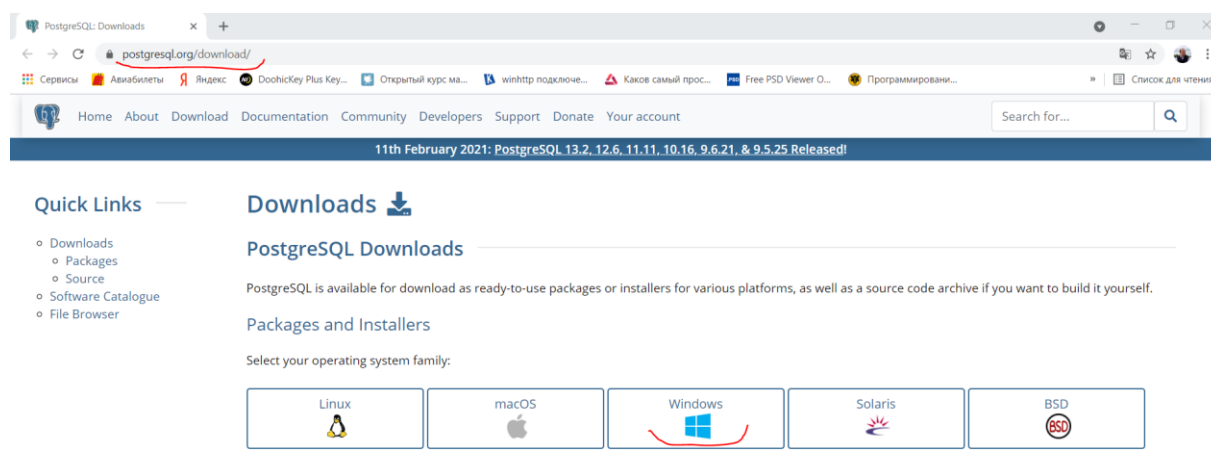 PostgreSQL: Downloads
postgresql.org/download/
Сервисы Авиабилеты Яндекс DoohicKey Plus Key... Открытый курс ма... winhttp подключе... Каков самый прос... Free PSD Viewer O... Программировани... » Список для чтения
Home About Download Documentation Community Developers Support Donate Your account Search for...
11th February 2021: PostgreSQL 13.2, 12.6, 11.11, 10.16, 9.6.21, & 9.5.25 Released!
Quick Links
Downloads
Packages
Source
Software Catalogue
File Browser
Downloads
PostgreSQL Downloads
PostgreSQL is available for download as ready-to-use packages or installers for various platforms, as well as a source code archive if you want to build it yourself.
Packages and Installers
Select your operating system family:
Linux macOS Windows Solaris BSD
BSD